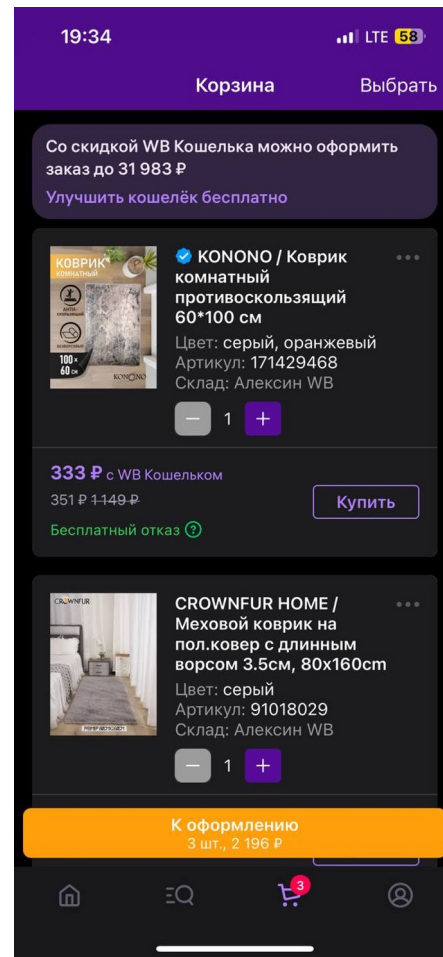 19:34
LTE 58
Корзина
Выбрать
Со скидкой WB Кошелька можно оформить
заказ до 31 983 ₽
Улучшить кошелёк бесплатно
КОВРИК
КОМНАТНЫЙ
АНТИ-
100 ×
60 см
KONONO
KONONO / Коврик
комнатный
противоскользящий
60*100 см
Цвет: серый, оранжевый
Артикул: 171429468
Склад: Алексин WB
1
333 ₽ с WB Кошельком
351 ₽ 1 149 ₽
Купить
Бесплатный отказ
CROWNFUR
CROWNFUR HOME /
Меховой коврик на
пол.ковер с длинным
ворсом 3.5см, 80x160cm
Цвет: серый
Артикул: 91018029
Склад: Алексин WB
1
К оформлению
3 шт., 2 196 ₽
3